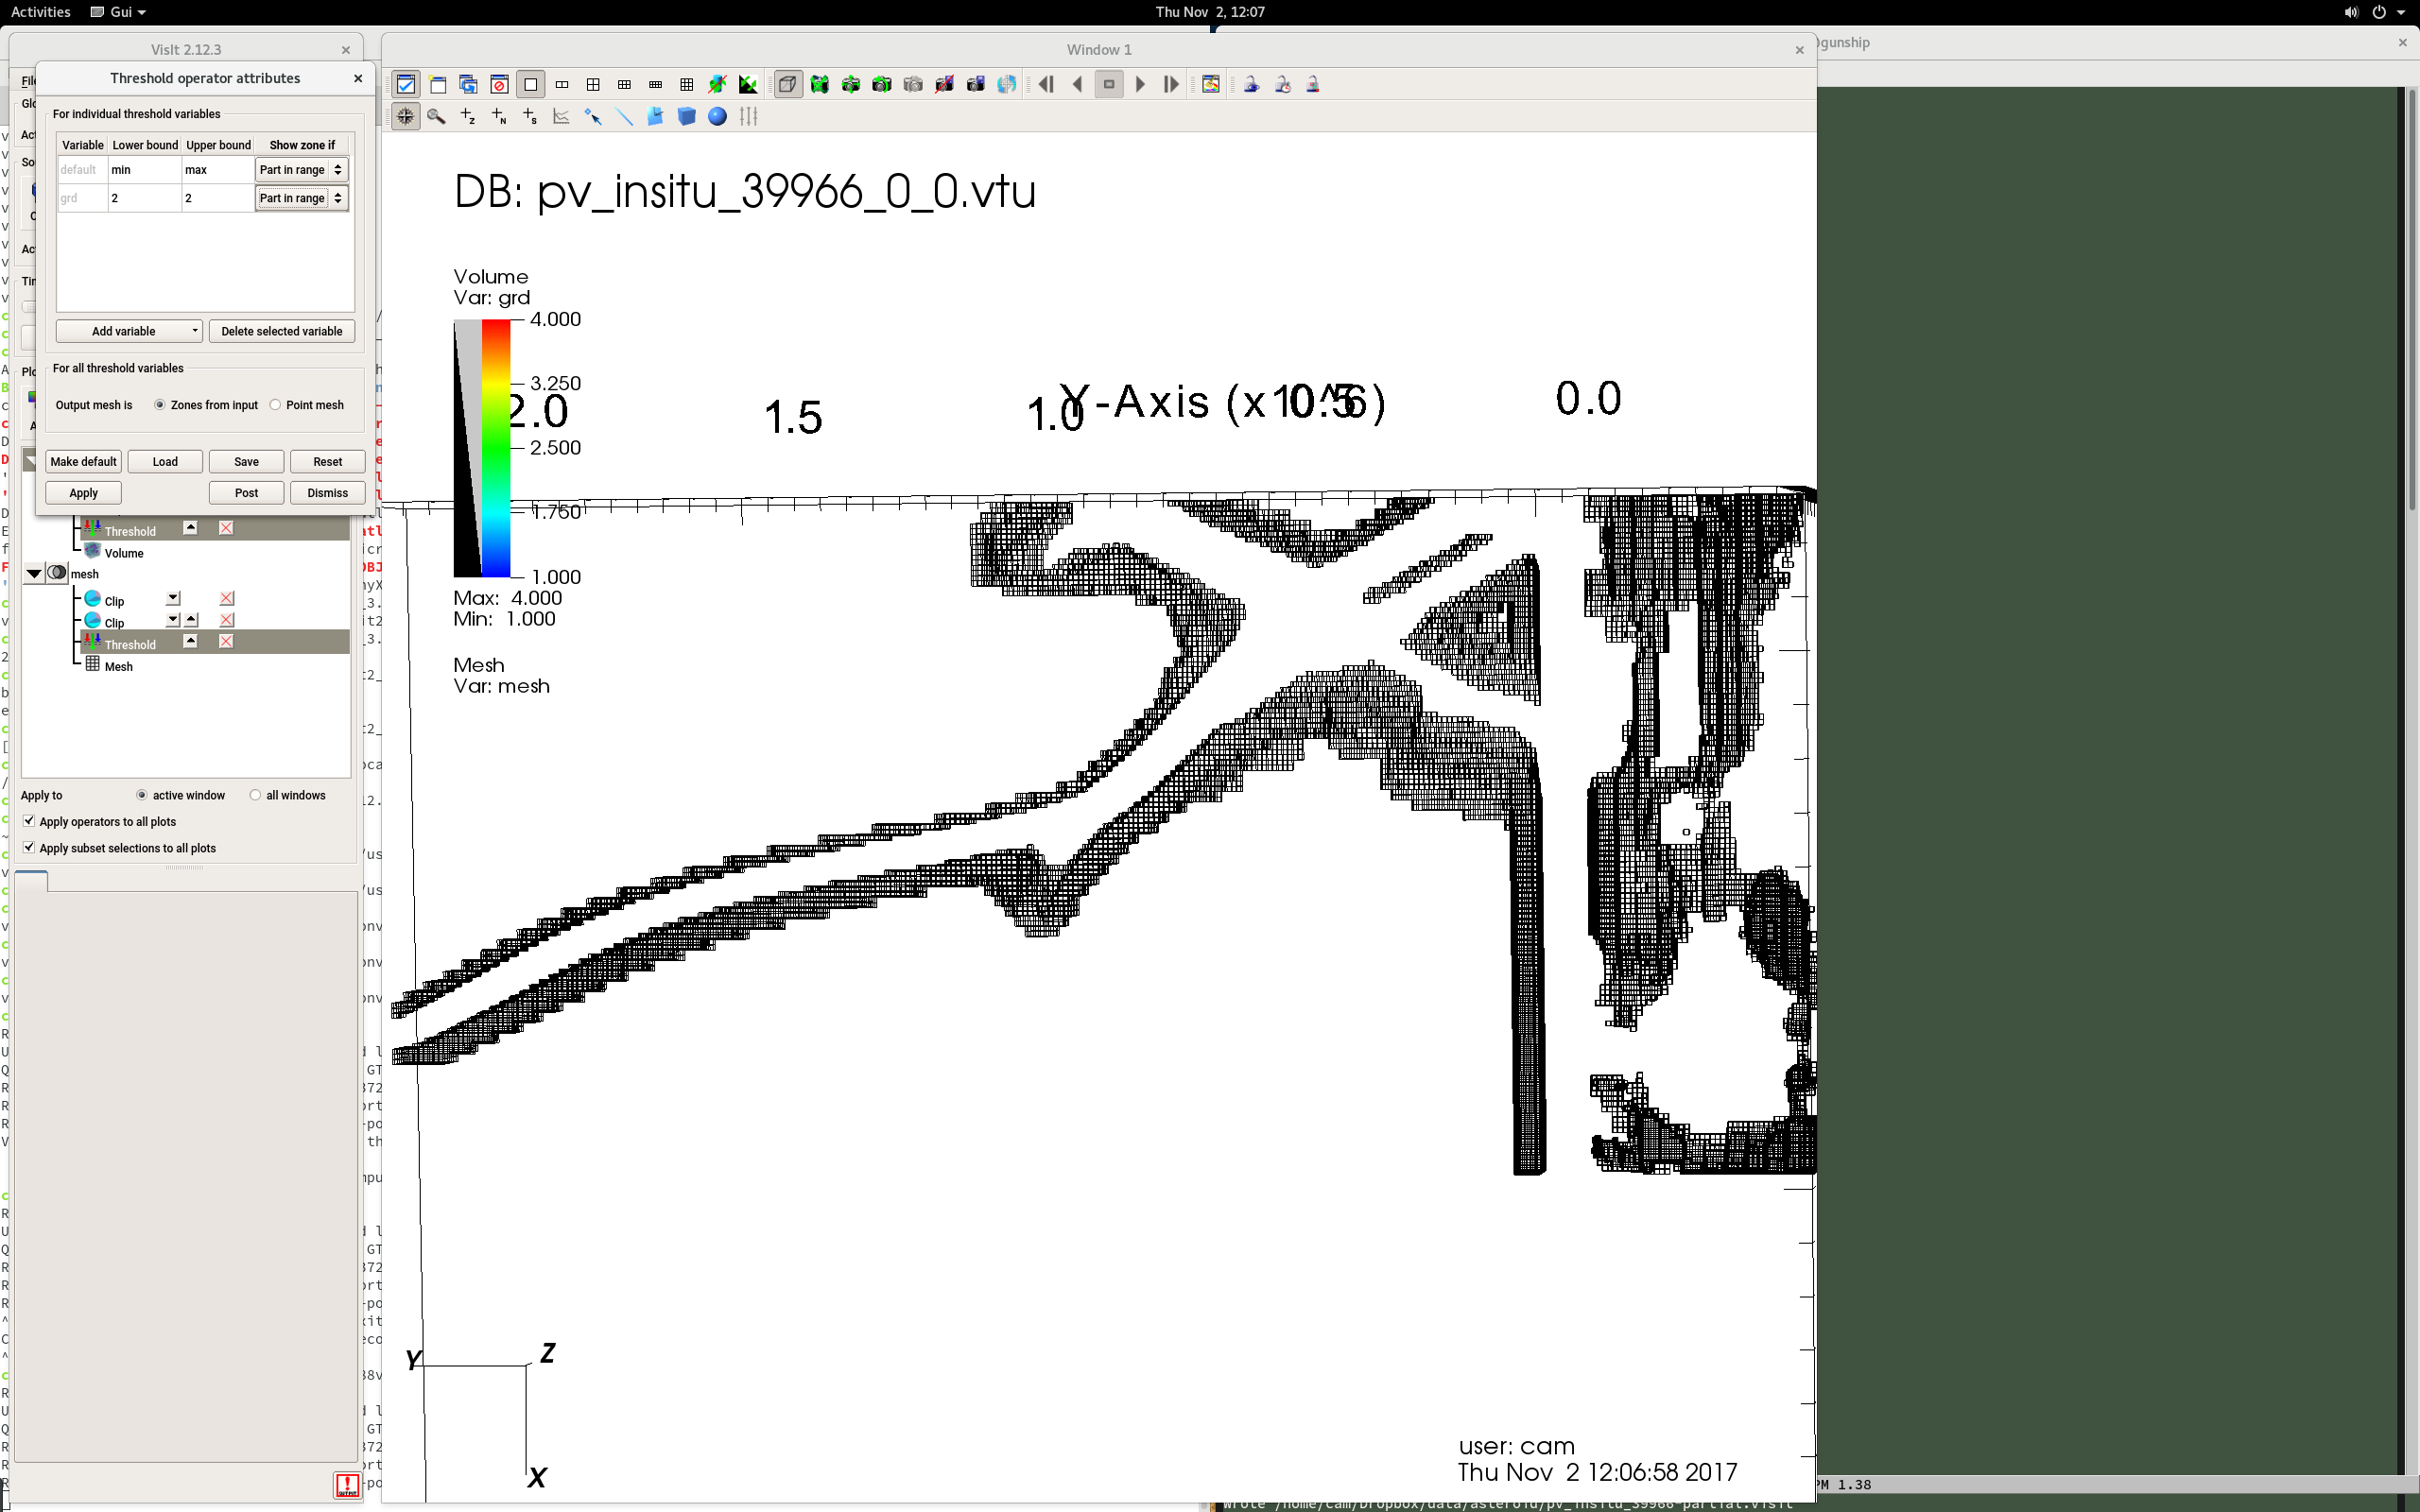 Activities Gui Thu Nov 2, 12:07
VisIt 2.12.3
Window 1
gunship
Threshold operator attributes
For individual threshold variables
Variable Lower bound Upper bound Show zone if
default min max Part in range
grd 2 2 Part in range
Add variable Delete selected variable
For all threshold variables
Output mesh is Zones from input Point mesh
Make default Load Save Reset
Apply Post Dismiss
Threshold
Volume
mesh
Clip
Clip
Threshold
Mesh
Apply to active window all windows
Apply operators to all plots
Apply subset selections to all plots
DB: pv_insitu_39966_0_0.vtu
Volume
Var: grd
4.000
3.250
2.500
1.750
1.000
Max: 4.000
Min: 1.000
Mesh
Var: mesh
2.0 1.5 1.0 Y-Axis (x10^6) 0.5 0.0
Y Z
X
user: cam
Thu Nov 2 12:06:58 2017
PM 1.38
Wrote /home/cam/Dropbox/data/asteroid/pv_insitu_39966-partial.visit